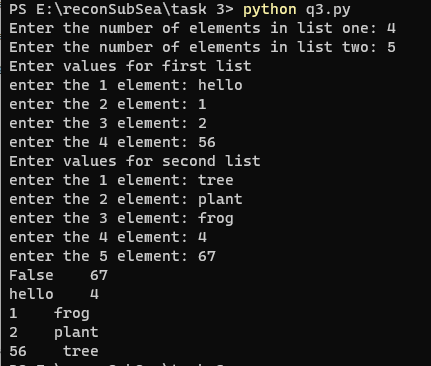 PS E:\reconSubSea\task 3> python q3.py
Enter the number of elements in list one: 4
Enter the number of elements in list two: 5
Enter values for first list
enter the 1 element: hello
enter the 2 element: 1
enter the 3 element: 2
enter the 4 element: 56
Enter values for second list
enter the 1 element: tree
enter the 2 element: plant
enter the 3 element: frog
enter the 4 element: 4
enter the 5 element: 67
False    67
hello    4
1    frog
2    plant
56    tree